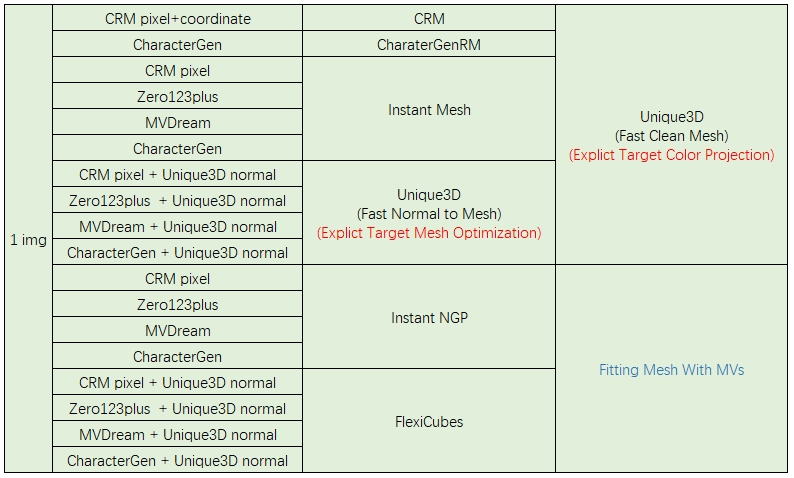 1 img
CRM pixel+coordinate
CRM
CharacterGen
CharaterGenRM
CRM pixel
Zero123plus
MVDream
CharacterGen
Instant Mesh
CRM pixel + Unique3D normal
Zero123plus + Unique3D normal
MVDream + Unique3D normal
CharacterGen + Unique3D normal
Unique3D
(Fast Normal to Mesh)
(Explict Target Mesh Optimization)
Unique3D
(Fast Clean Mesh)
(Explict Target Color Projection)
CRM pixel
Zero123plus
MVDream
CharacterGen
Instant NGP
CRM pixel + Unique3D normal
Zero123plus + Unique3D normal
MVDream + Unique3D normal
CharacterGen + Unique3D normal
FlexiCubes
Fitting Mesh With MVs